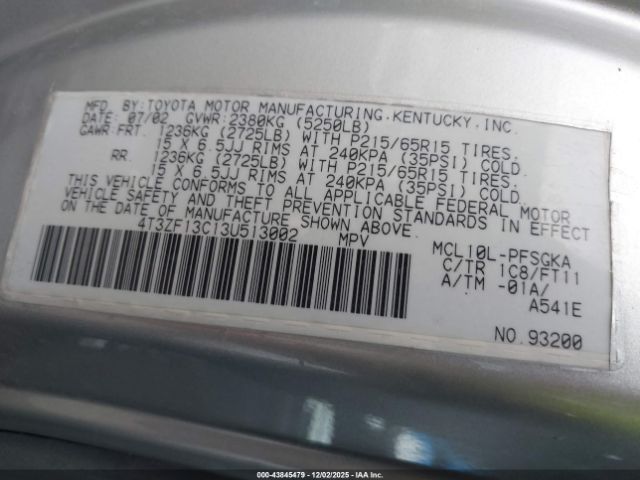 MFD. BY:TOYOTA MOTOR MANUFACTURING,KENTUCKY,INC.
DATE: 07/02 GVWR:2380KG (5250LB)
GAWR:FRT. 1236KG (2725LB) WITH P215/65R15 TIRES.
15 X 6.5JJ RIMS AT 240KPA (35PSI) COLD.
RR. 1236KG (2725LB) WITH P215/65R15 TIRES.
15 X 6.5JJ RIMS AT 240KPA (35PSI) COLD.
THIS VEHICLE CONFORMS TO ALL APPLICABLE FEDERAL MOTOR
VEHICLE SAFETY AND THEFT PREVENTION STANDARDS IN EFFECT
ON DATE OF MANUFACTURE SHOWN ABOVE.
4T3ZF13C13U513002 MPV
MCL10L-PFSGKA
C/TR 1C8/FT11
A/TM -01A/
A541E
NO.93200
000-43845479 - 12/02/2025 - IAA Inc.